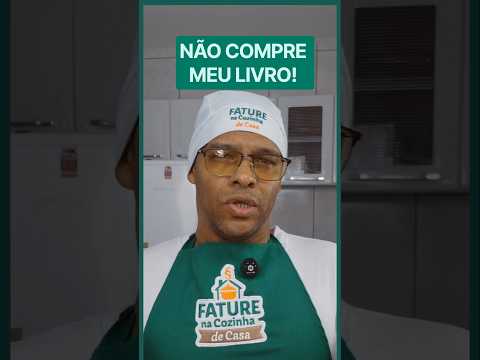 NÃO COMPRE
MEU LIVRO!
FATURE
na Cozinha
de Casa
FATURE
na Cozinha
de Casa